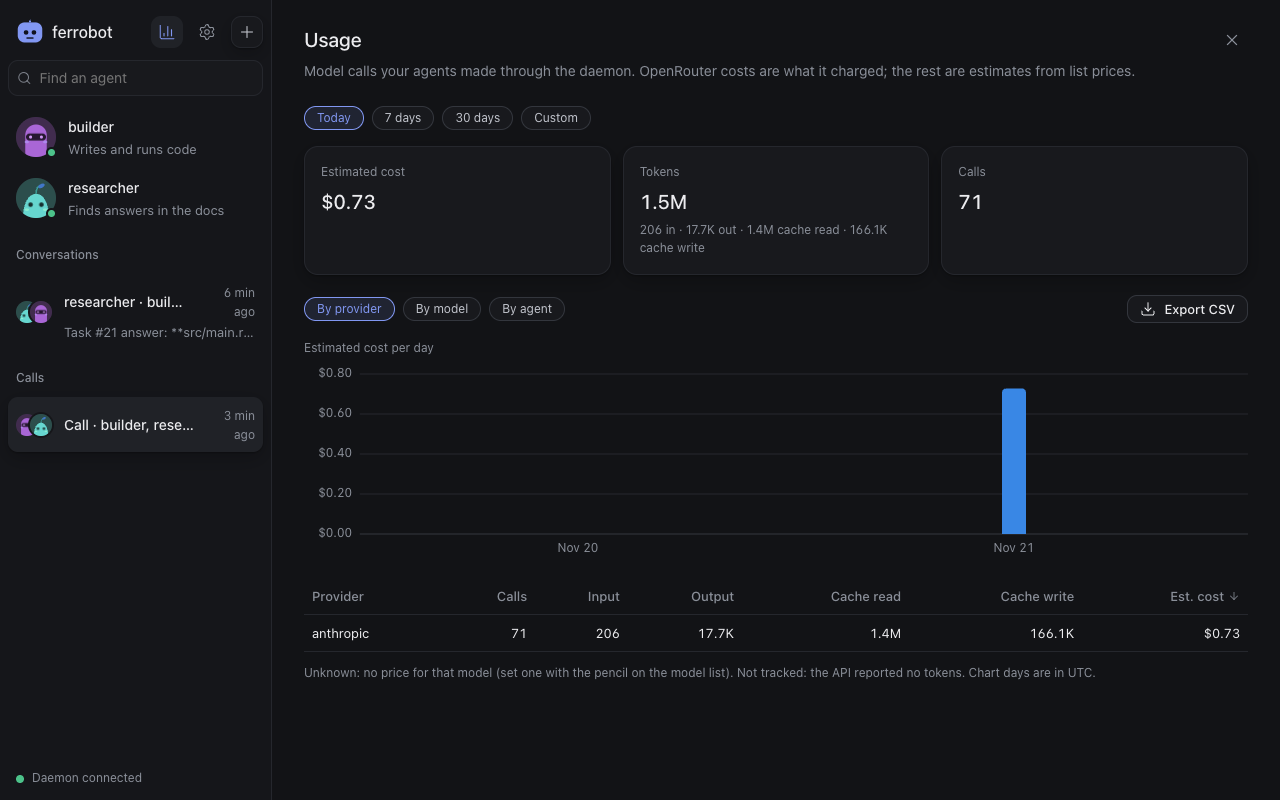 ferrobot
Find an agent
builder
Writes and runs code
researcher
Finds answers in the docs
Conversations
researcher · buil...
6 min
ago
Task #21 answer: **src/main.r...
Calls
Call · builder, rese...
3 min
ago
Daemon connected
Usage
Model calls your agents made through the daemon. OpenRouter costs are what it charged; the rest are estimates from list prices.
Today 7 days 30 days Custom
Estimated cost
$0.73
Tokens
1.5M
206 in · 17.7K out · 1.4M cache read · 166.1K
cache write
Calls
71
By provider By model By agent Export CSV
Estimated cost per day
$0.80
$0.60
$0.40
$0.20
$0.00
Nov 20 Nov 21
Provider Calls Input Output Cache read Cache write Est. cost ↓
anthropic 71 206 17.7K 1.4M 166.1K $0.73
Unknown: no price for that model (set one with the pencil on the model list). Not tracked: the API reported no tokens. Chart days are in UTC.